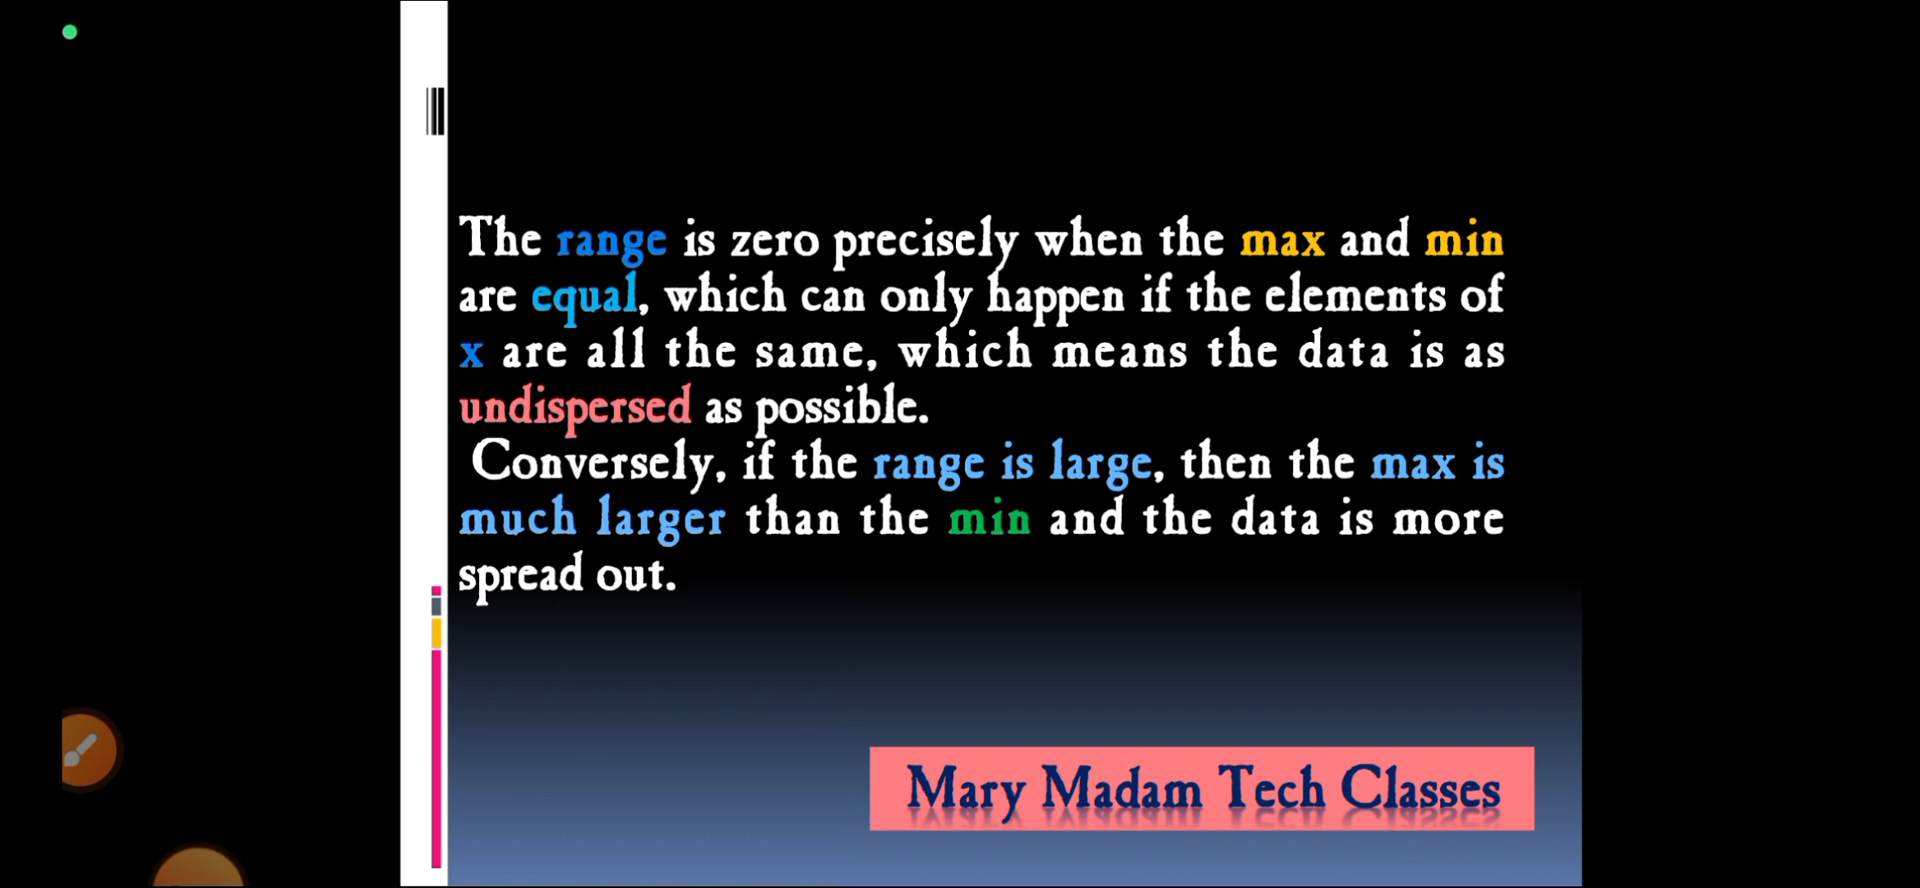 The range is zero precisely when the max and min
are equal, which can only happen if the elements of
x are all the same, which means the data is as
undispersed as possible.
Conversely, if the range is large, then the max is
much larger than the min and the data is more
spread out.
Mary Madam Tech Classes